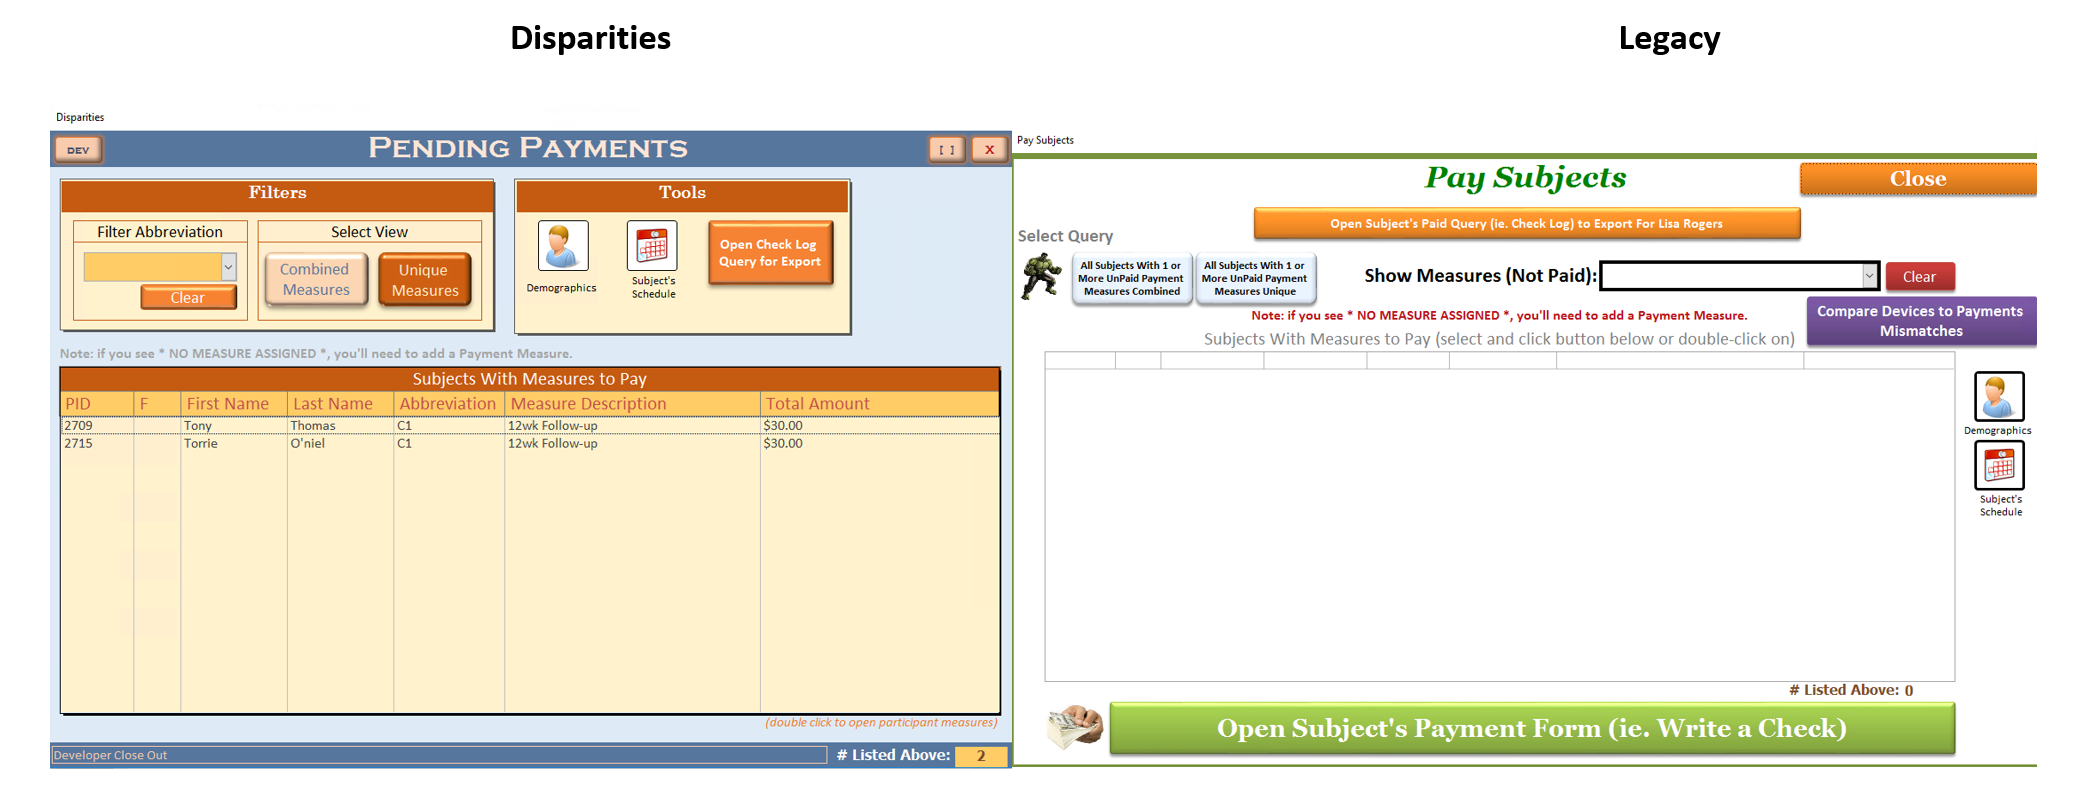 Disparities
Legacy
Disparities
DEV
PENDING PAYMENTS
[ ]
X
Filters
Filter Abbreviation
Clear
Select View
Combined
Measures
Unique
Measures
Tools
Demographics
Subject's
Schedule
Open Check Log
Query for Export
Note: if you see * NO MEASURE ASSIGNED *, you'll need to add a Payment Measure.
Subjects With Measures to Pay
PID F First Name Last Name Abbreviation Measure Description Total Amount
2709 Tony Thomas C1 12wk Follow-up $30.00
2715 Torrie O'niel C1 12wk Follow-up $30.00
(double click to open participant measures)
Developer Close Out
# Listed Above: 2
Pay Subjects
Pay Subjects
Close
Open Subject's Paid Query (ie. Check Log) to Export For Lisa Rogers
Select Query
All Subjects With 1 or
More UnPaid Payment
Measures Combined
All Subjects With 1 or
More UnPaid Payment
Measures Unique
Show Measures (Not Paid):
Clear
Note: if you see * NO MEASURE ASSIGNED *, you'll need to add a Payment Measure.
Compare Devices to Payments
Mismatches
Subjects With Measures to Pay (select and click button below or double-click on)
Demographics
Subject's
Schedule
# Listed Above: 0
Open Subject's Payment Form (ie. Write a Check)